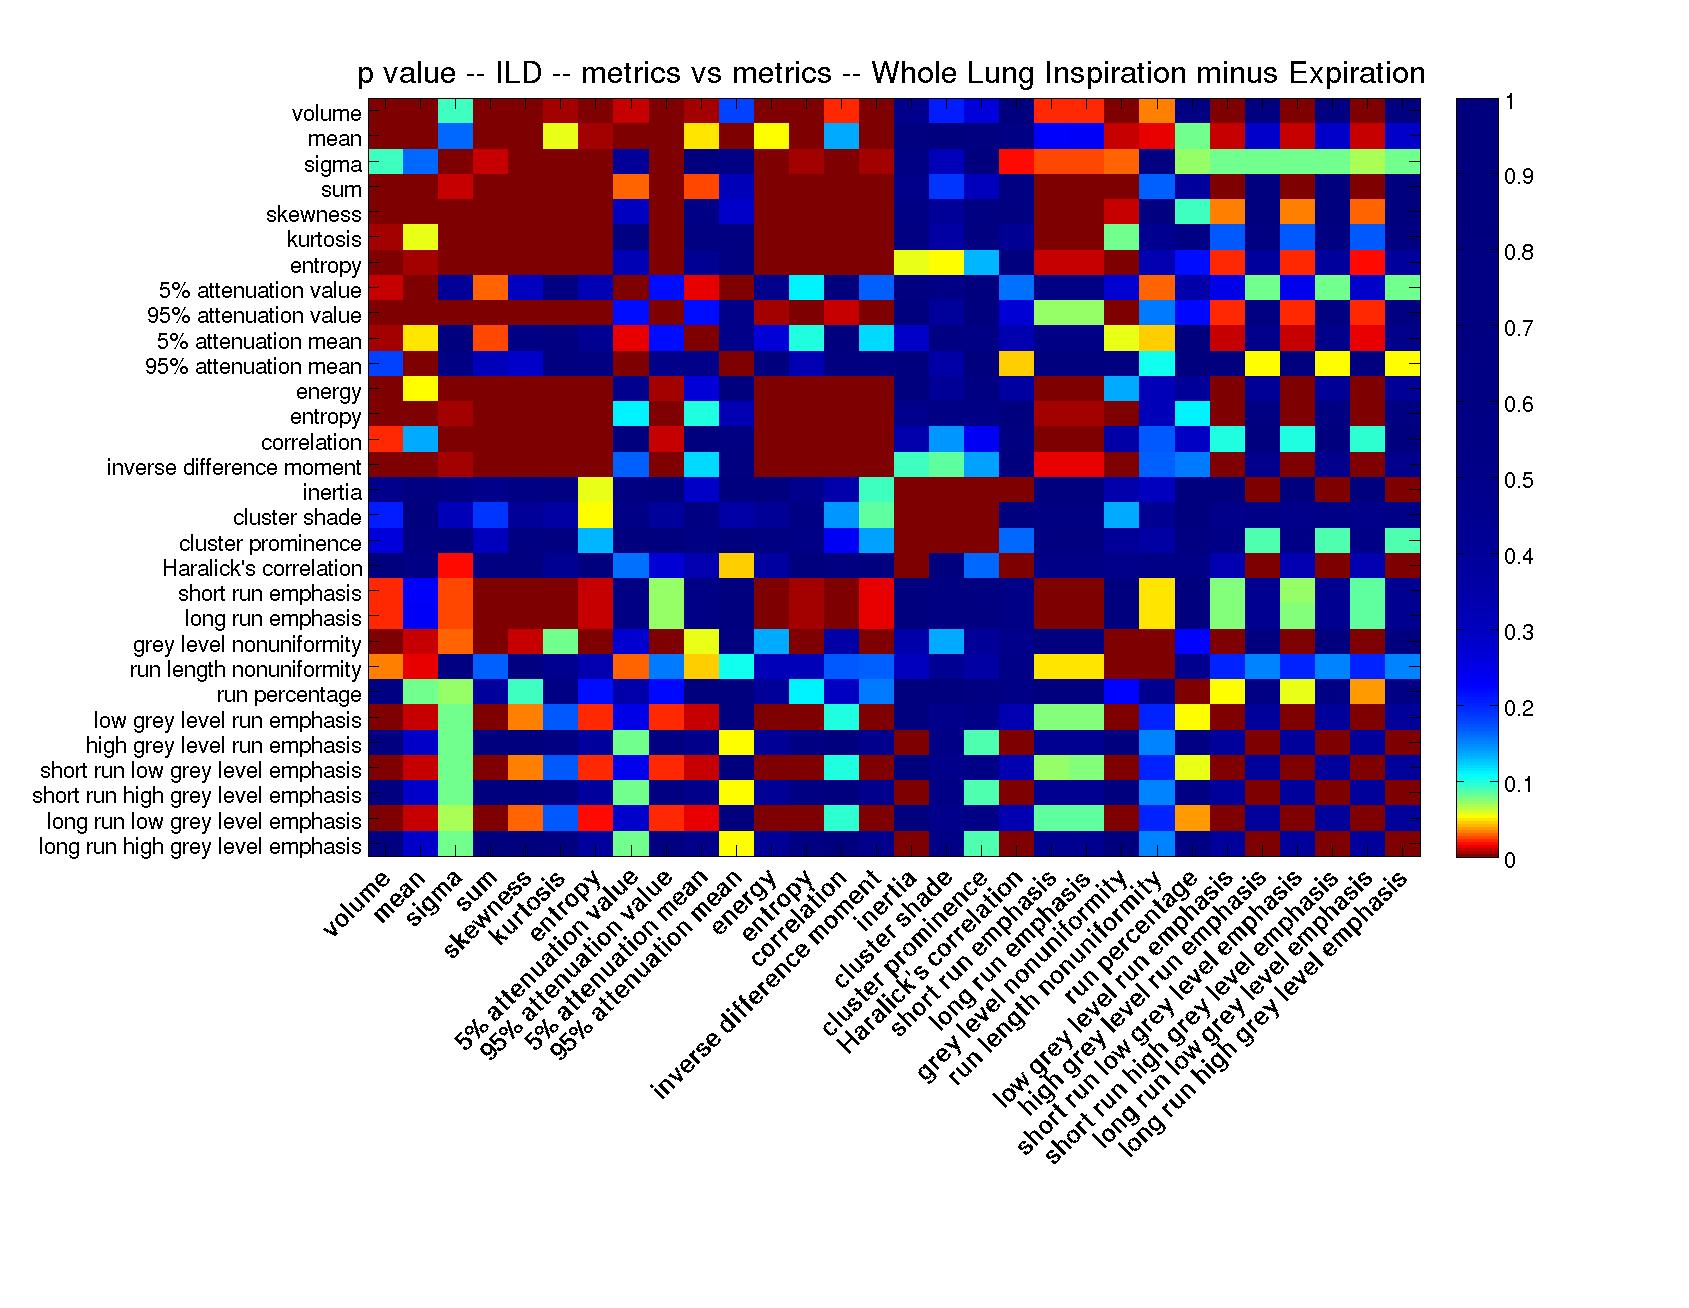 p value -- ILD -- metrics vs metrics -- Whole Lung Inspiration minus Expiration
volume
mean
sigma
sum
skewness
kurtosis
entropy
5% attenuation value
95% attenuation value
5% attenuation mean
95% attenuation mean
energy
entropy
correlation
inverse difference moment
inertia
cluster shade
cluster prominence
Haralick's correlation
short run emphasis
long run emphasis
grey level nonuniformity
run length nonuniformity
run percentage
low grey level run emphasis
high grey level run emphasis
short run low grey level emphasis
short run high grey level emphasis
long run low grey level emphasis
long run high grey level emphasis
1
0.9
0.8
0.7
0.6
0.5
0.4
0.3
0.2
0.1
0
volume
mean
sigma
sum
skewness
kurtosis
entropy
5% attenuation value
95% attenuation value
5% attenuation mean
95% attenuation mean
energy
entropy
correlation
inverse difference moment
inertia
cluster shade
cluster prominence
Haralick's correlation
short run emphasis
long run emphasis
grey level nonuniformity
run length nonuniformity
run percentage
low grey level run emphasis
high grey level run emphasis
short run low grey level emphasis
short run high grey level emphasis
long run low grey level emphasis
long run high grey level emphasis